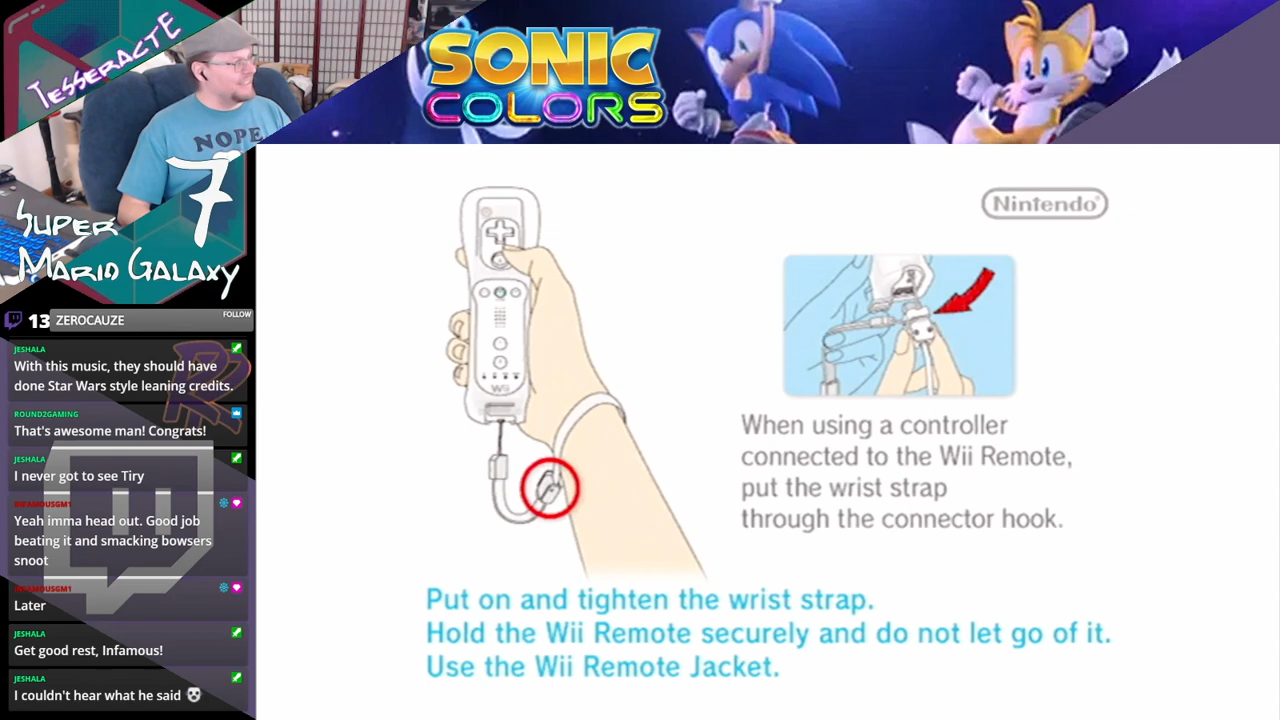 TESSERACTE
NOPE
7
SUPER
MARIO GALAXY
SONIC
COLORS
13 ZEROCAUZE
FOLLOW
JESHALA
With this music, they should have
done Star Wars style leaning credits.
ROUND2GAMING
That's awesome man! Congrats!
JESHALA
I never got to see Tiry
Yeah imma head out. Good job
beating it and smacking bowsers
snoot
Later
JESHALA
Get good rest, Infamous!
JESHALA
I couldn't hear what he said 💀
Nintendo®
Wii
When using a controller
connected to the Wii Remote,
put the wrist strap
through the connector hook.
Put on and tighten the wrist strap.
Hold the Wii Remote securely and do not let go of it.
Use the Wii Remote Jacket.